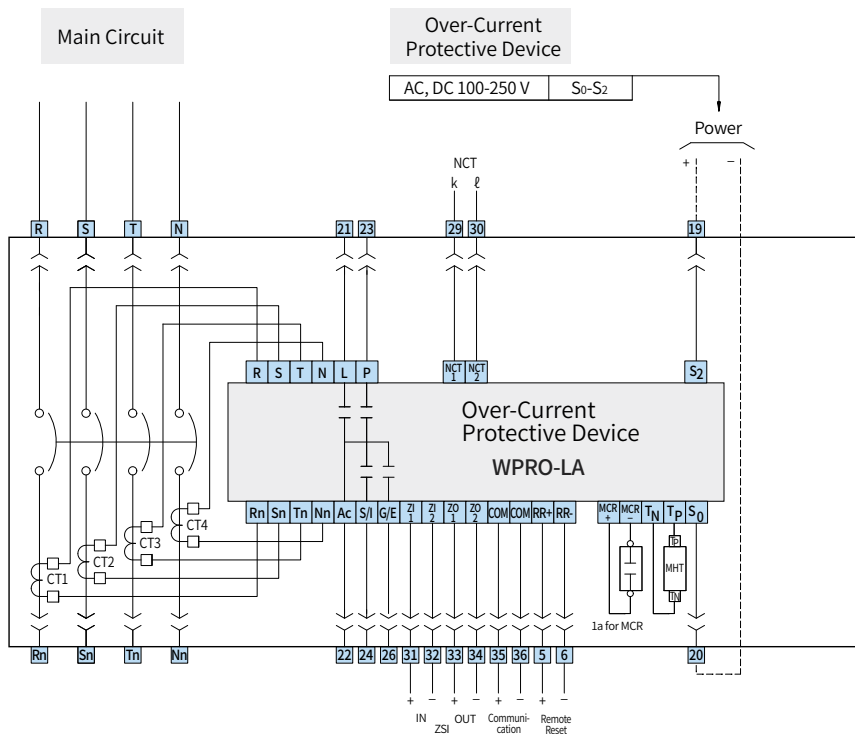 Main Circuit
Over-Current
Protective Device
AC, DC 100-250 V S0-S2
Power
+ −
NCT
k ℓ
R S T N 21 23 29 30 19
R S T N L P NCT 1 NCT 2 S2
Over-Current
Protective Device
WPRO-LA
Rn Sn Tn Nn Ac S/I G/E ZI 1 ZI 2 ZO 1 ZO 2 COM COM RR+ RR- MCR + MCR − TN TP S0
CT4
CT3
CT2
CT1
TP
MHT
TN
1a for MCR
Rn Sn Tn Nn 22 24 26 31 32 33 34 35 36 5 6 20
+ − + − + − + −
IN OUT
ZSI
Communi-
cation
Remote
Reset